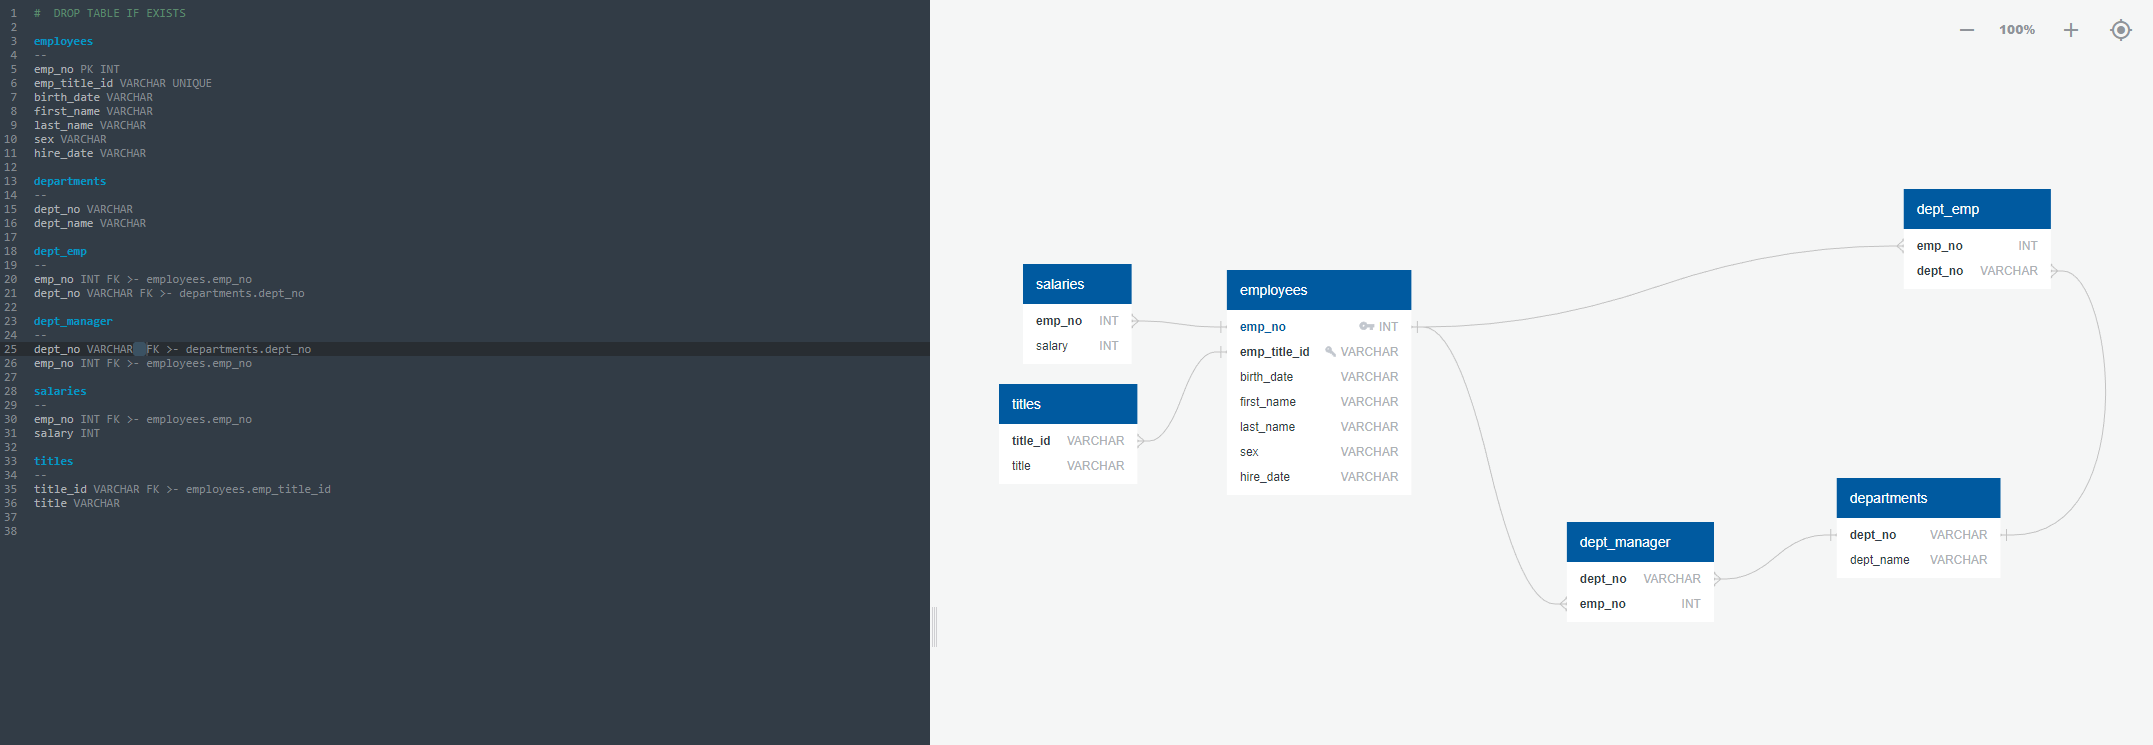 1 # DROP TABLE IF EXISTS
2
3 employees
4 --
5 emp_no PK INT
6 emp_title_id VARCHAR UNIQUE
7 birth_date VARCHAR
8 first_name VARCHAR
9 last_name VARCHAR
10 sex VARCHAR
11 hire_date VARCHAR
12
13 departments
14 --
15 dept_no VARCHAR
16 dept_name VARCHAR
17
18 dept_emp
19 --
20 emp_no INT FK >- employees.emp_no
21 dept_no VARCHAR FK >- departments.dept_no
22
23 dept_manager
24 --
25 dept_no VARCHAR  FK >- departments.dept_no
26 emp_no INT FK >- employees.emp_no
27
28 salaries
29 --
30 emp_no INT FK >- employees.emp_no
31 salary INT
32
33 titles
34 --
35 title_id VARCHAR FK >- employees.emp_title_id
36 title VARCHAR
37
38
100%
salaries
emp_no INT
salary INT
titles
title_id VARCHAR
title VARCHAR
employees
emp_no INT
emp_title_id VARCHAR
birth_date VARCHAR
first_name VARCHAR
last_name VARCHAR
sex VARCHAR
hire_date VARCHAR
dept_emp
emp_no INT
dept_no VARCHAR
dept_manager
dept_no VARCHAR
emp_no INT
departments
dept_no VARCHAR
dept_name VARCHAR